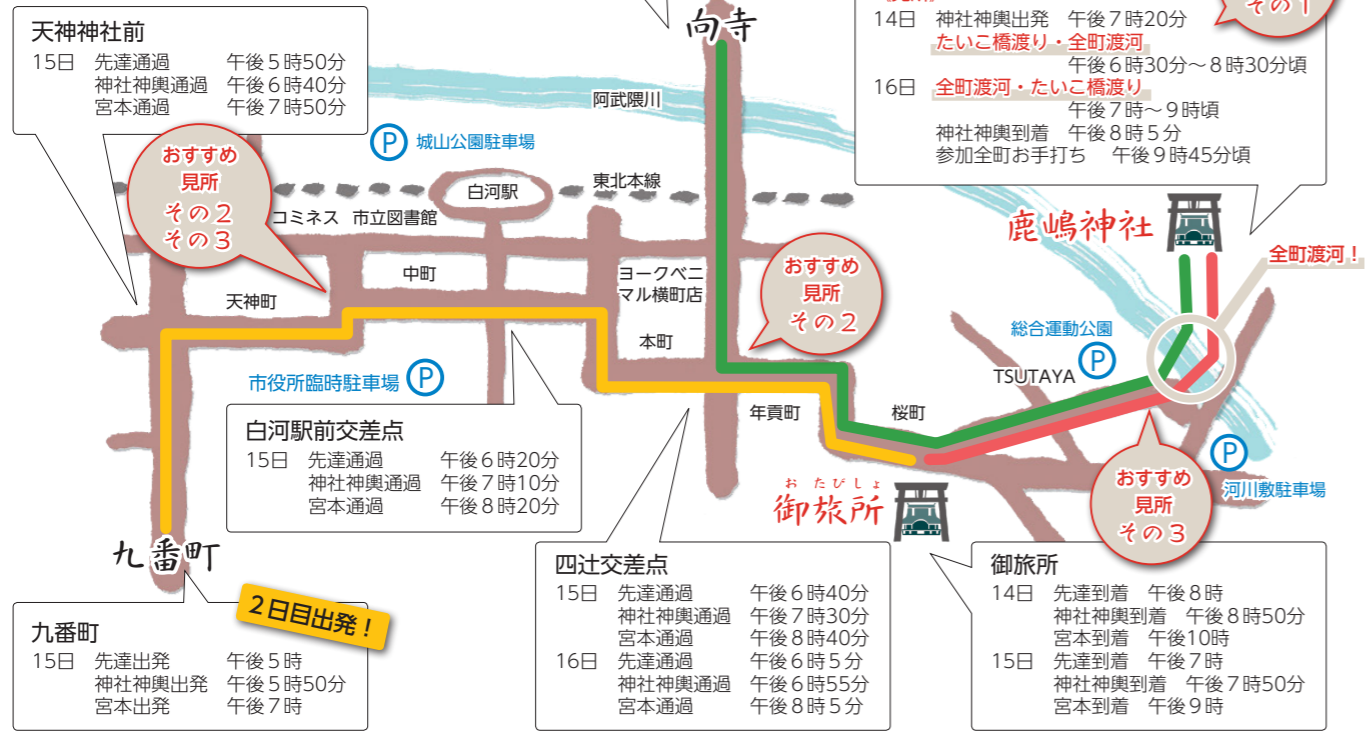 天神神社前
15日 先達通過 午後5時50分
神社神輿通過 午後6時40分
宮本通過 午後7時50分
向寺
その1
14日 神社神輿出発 午後7時20分
たいこ橋渡り・全町渡河
午後6時30分～8時30分頃
16日 全町渡河・たいこ橋渡り
午後7時～9時頃
神社神輿到着 午後8時5分
参加全町お手打ち 午後9時45分頃
阿武隈川
P 城山公園駐車場
おすすめ
見所
その2
その3
白河駅
東北本線
コミネス 市立図書館
鹿嶋神社
全町渡河！
中町
ヨークベニ
マル横町店
おすすめ
見所
その2
天神町
本町
総合運動公園
P
TSUTAYA
市役所臨時駐車場 P
年貢町
桜町
白河駅前交差点
15日 先達通過 午後6時20分
神社神輿通過 午後7時10分
宮本通過 午後8時20分
おたびしょ
御旅所
おすすめ
見所
その3
P
河川敷駐車場
九番町
2日目出発！
九番町
15日 先達出発 午後5時
神社神輿出発 午後5時50分
宮本出発 午後7時
四辻交差点
15日 先達通過 午後6時40分
神社神輿通過 午後7時30分
宮本通過 午後8時40分
16日 先達通過 午後6時5分
神社神輿通過 午後6時55分
宮本通過 午後8時5分
御旅所
14日 先達到着 午後8時
神社神輿到着 午後8時50分
宮本到着 午後10時
15日 先達到着 午後7時
神社神輿到着 午後7時50分
宮本到着 午後9時